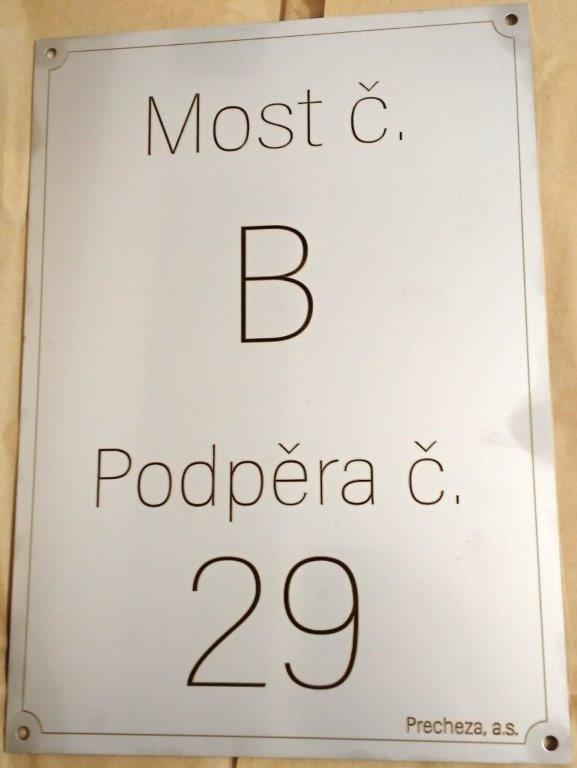 Most č.
B
Podpěra č.
29
Precheza, a.s.